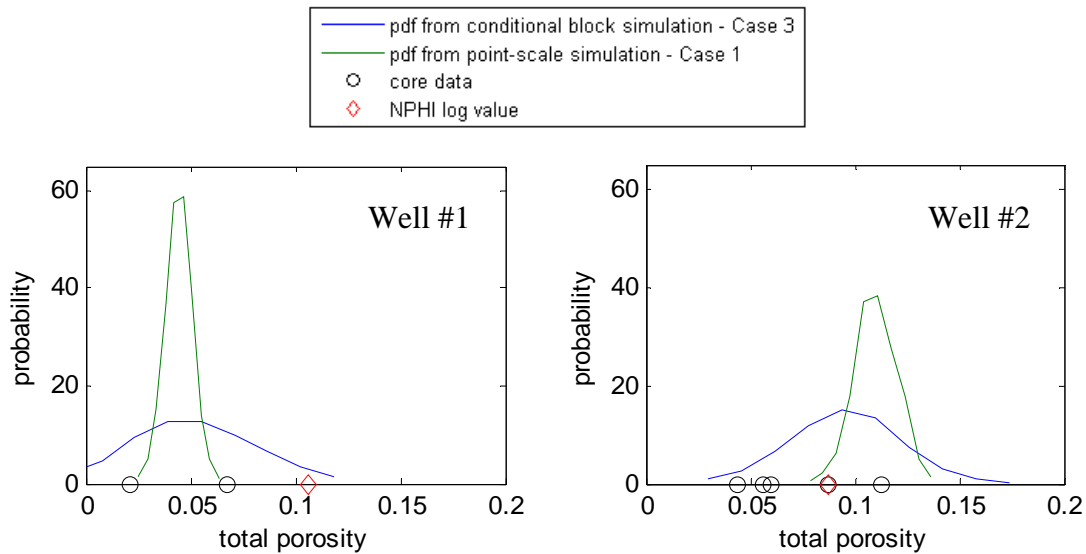 pdf from conditional block simulation - Case 3
pdf from point-scale simulation - Case 1
core data
NPHI log value
Well #1
probability
60
40
20
0
0
0.05
0.1
0.15
0.2
total porosity
Well #2
probability
60
40
20
0
0
0.05
0.1
0.15
0.2
total porosity